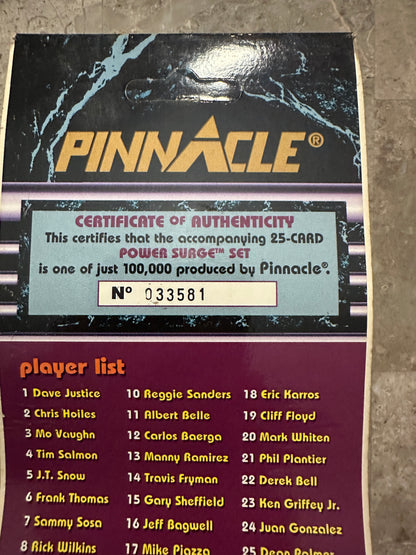 PINNACLE®
CERTIFICATE OF AUTHENTICITY
This certifies that the accompanying 25-CARD
POWER SURGE™ SET
is one of just 100,000 produced by Pinnacle®.
Nº 033581
player list
1 Dave Justice
2 Chris Hoiles
3 Mo Vaughn
4 Tim Salmon
5 J.T. Snow
6 Frank Thomas
7 Sammy Sosa
8 Rick Wilkins
10 Reggie Sanders
11 Albert Belle
12 Carlos Baerga
13 Manny Ramirez
14 Travis Fryman
15 Gary Sheffield
16 Jeff Bagwell
17 Mike Piazza
18 Eric Karros
19 Cliff Floyd
20 Mark Whiten
21 Phil Plantier
22 Derek Bell
23 Ken Griffey Jr.
24 Juan Gonzalez
25 Dean Palmer